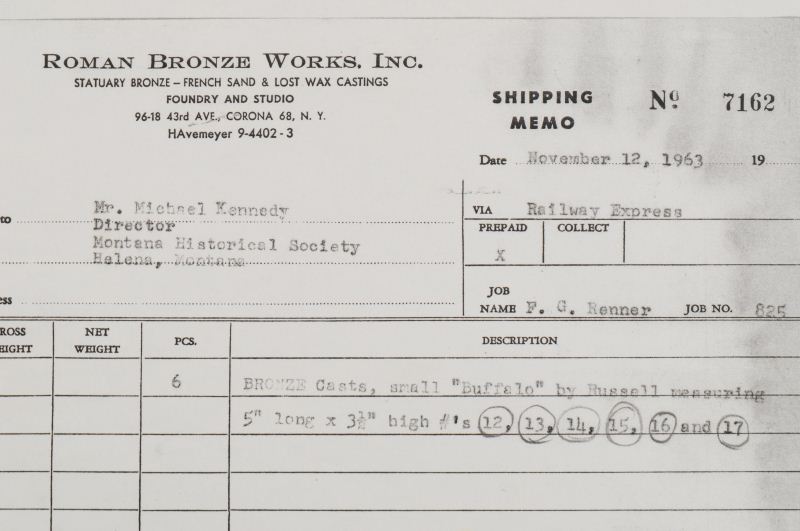 ROMAN BRONZE WORKS, INC.
STATUARY BRONZE – FRENCH SAND & LOST WAX CASTINGS
FOUNDRY AND STUDIO
96-18 43rd AVE., CORONA 68, N. Y.
HAvemeyer 9-4402 - 3
SHIPPING MEMO
No. 7162
Date November 12, 1963 19
to Mr. Michael Kennedy
Director
Montana Historical Society
Helena, Montana
ess
VIA Railway Express
PREPAID COLLECT
X
JOB
NAME F. G. Renner JOB NO. 825
ROSS EIGHT NET WEIGHT PCS. DESCRIPTION
6 BRONZE Casts, small "Buffalo" by Russell measuring
5" long x 3½" high #'s 12, 13, 14, 15, 16 and 17